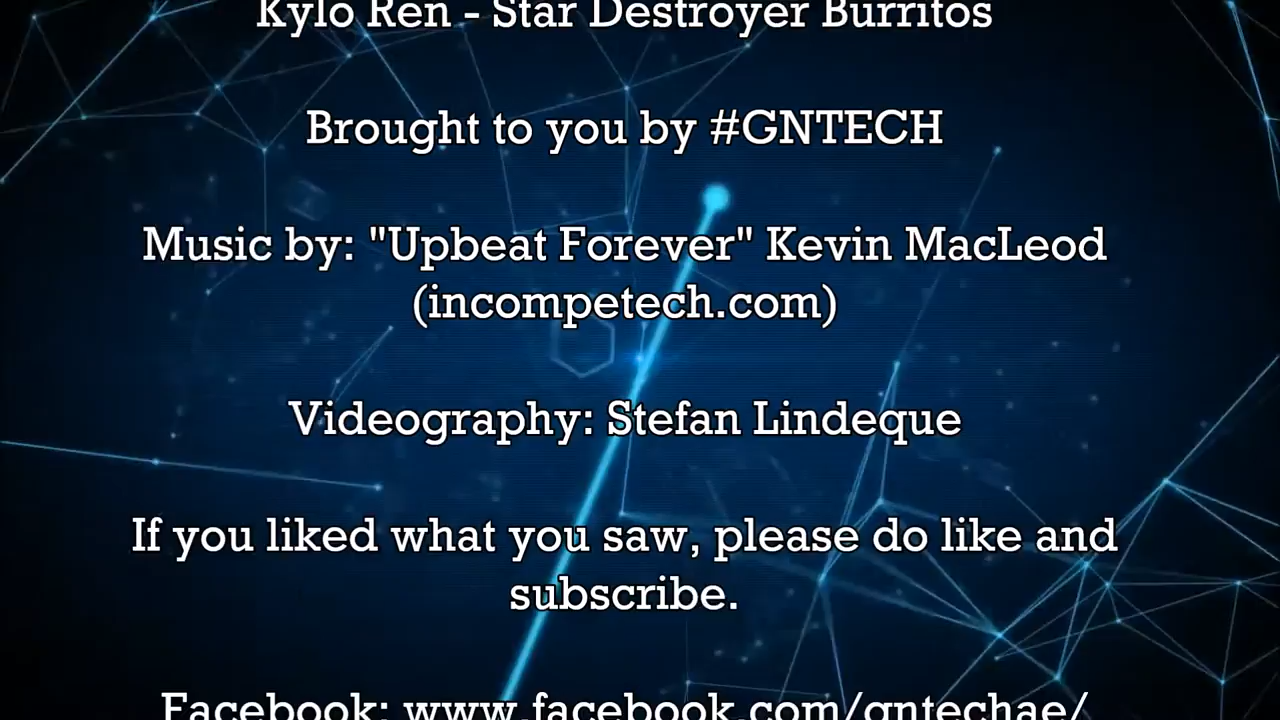 Kylo Ren - Star Destroyer Burritos
Brought to you by #GNTECH
Music by: "Upbeat Forever" Kevin MacLeod
(incompetech.com)
Videography: Stefan Lindeque
If you liked what you saw, please do like and
subscribe.
Facebook: www.facebook.com/gntechae/